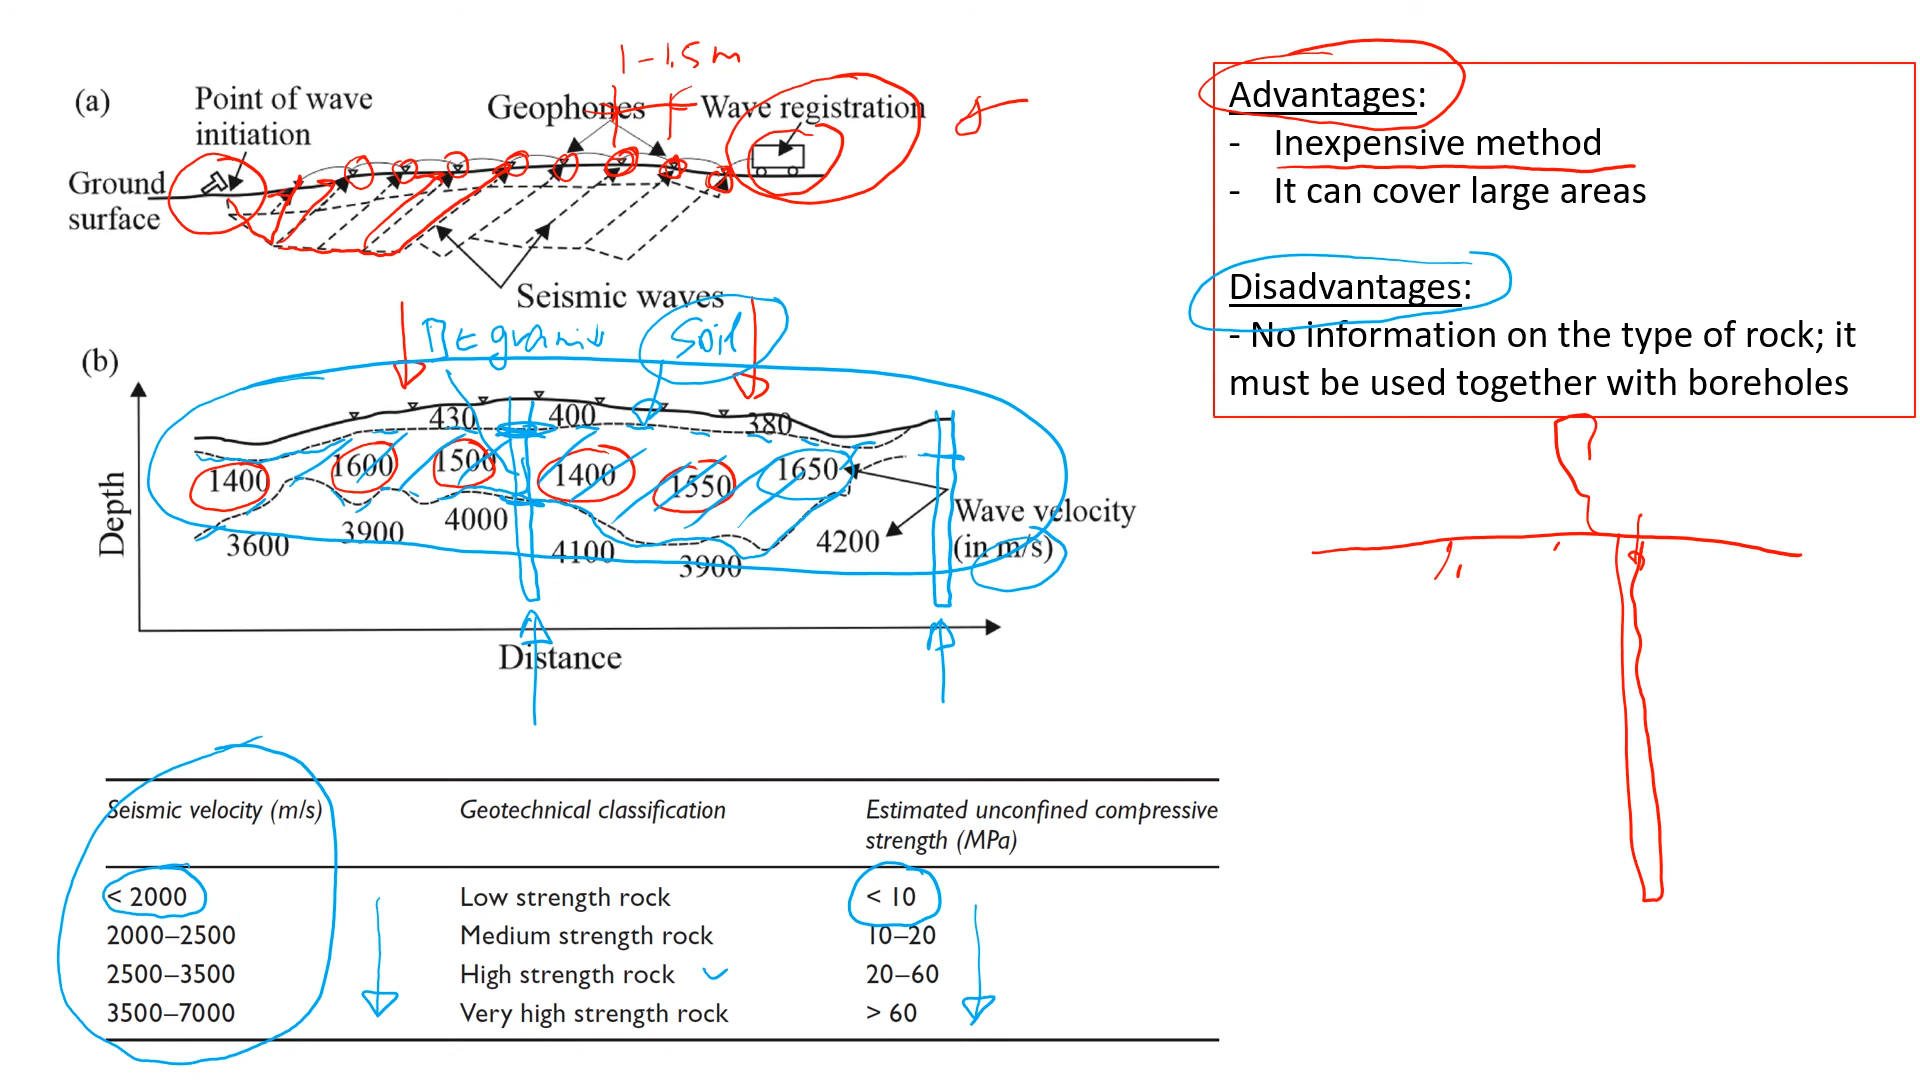 1-1.5m
(a)
Point of wave
initiation
Geophones
Wave registration
Ground
surface
Seismic waves
granit
Soil
(b)
430
400
380
1400
1600
1500
1400
1550
1650
3600
3900
4000
4100
3900
4200
Wave velocity
(in m/s)
Depth
Distance
Advantages:
- Inexpensive method
- It can cover large areas
Disadvantages:
- No information on the type of rock; it
must be used together with boreholes
Seismic velocity (m/s) Geotechnical classification Estimated unconfined compressive
strength (MPa)
< 2000 Low strength rock < 10
2000–2500 Medium strength rock 10–20
2500–3500 High strength rock 20–60
3500–7000 Very high strength rock > 60